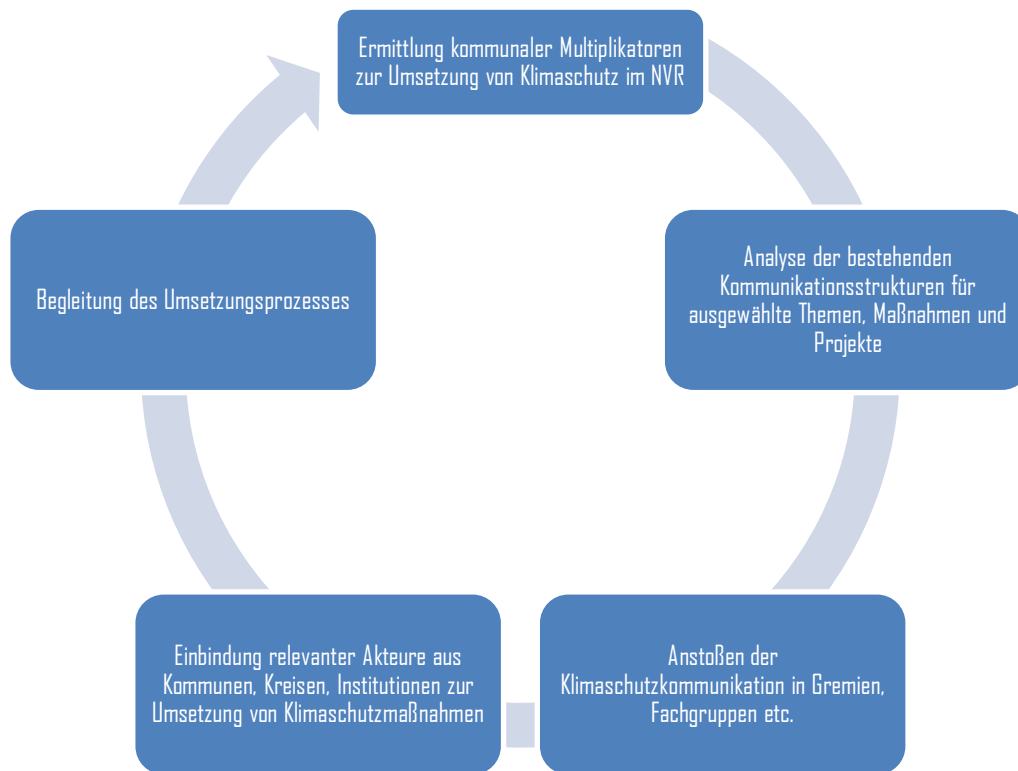 Ermittlung kommunaler Multiplikatoren
zur Umsetzung von Klimaschutz im NVR
Analyse der bestehenden
Kommunikationsstrukturen für
ausgewählte Themen, Maßnahmen und
Projekte
Anstoßen der
Klimaschutzkommunikation in Gremien,
Fachgruppen etc.
Einbindung relevanter Akteure aus
Kommunen, Kreisen, Institutionen zur
Umsetzung von Klimaschutzmaßnahmen
Begleitung des Umsetzungsprozesses